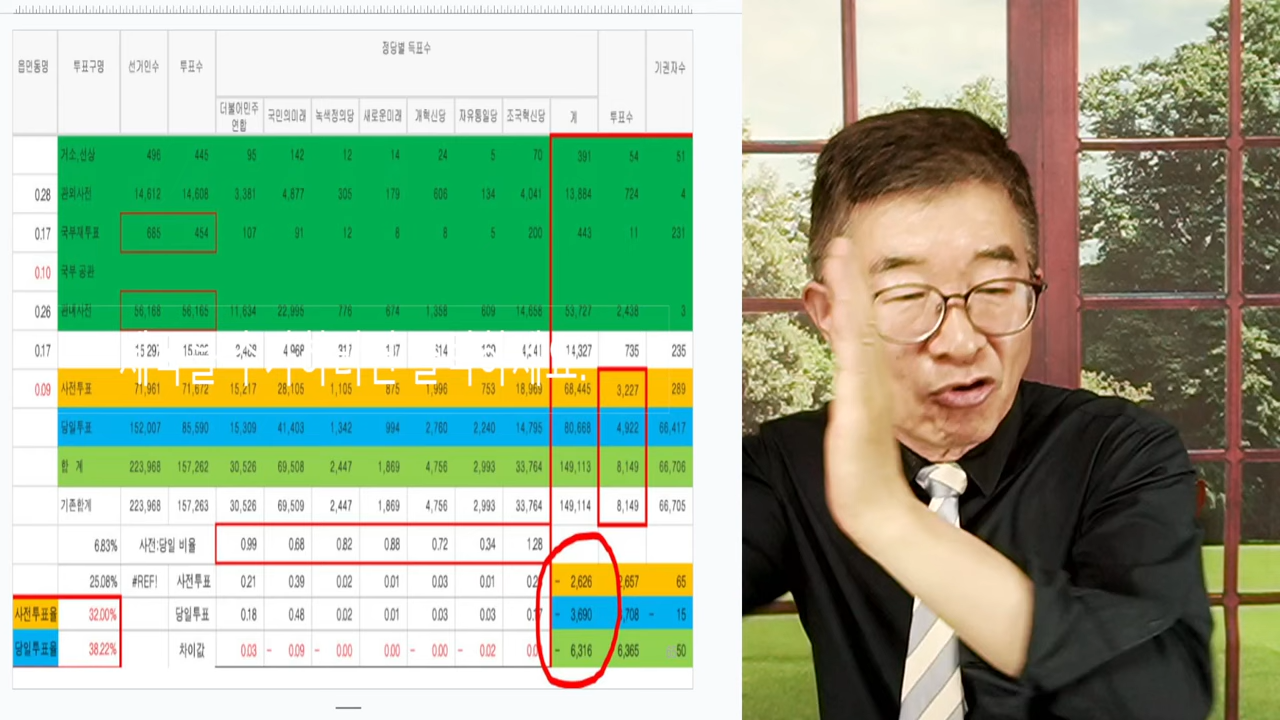 정당별 득표수
읍면동명 투표구명 선거인수 투표수 기권자수
더불어민주연합 국민의미래 녹색정의당 새로운미래 개혁신당 자유통일당 조국혁신당 계 투표수
거소,선상 496 445 95 142 12 14 24 5 70 391 54 51
0.28 관외사전 14,612 14,608 3,381 4,877 305 179 606 134 4,041 13,884 724 4
0.17 국부재투표 685 454 107 91 12 8 8 5 200 443 11 231
0.10 국부 공관
0.26 관내사전 56,168 56,165 11,634 22,995 776 674 1,358 609 14,658 53,727 2,438 3
0.17 14,327 735 235
0.09 사전투표 71,961 71,672 15,217 28,105 1,105 875 1,996 753 18,969 68,445 3,227 289
당일투표 152,007 85,590 15,309 41,403 1,342 994 2,760 2,240 14,795 80,668 4,922 66,417
합 계 223,968 157,262 30,526 69,508 2,447 1,869 4,756 2,993 33,764 149,113 8,149 66,706
기존합계 223,968 157,263 30,526 69,509 2,447 1,869 4,756 2,993 33,764 149,114 8,149 66,705
6.83% 사전:당일 비율 0.99 0.68 0.82 0.88 0.72 0.34 1.28
25.08% #REF! 사전투표 0.21 0.39 0.02 0.01 0.03 0.01 - 2,626 2,657 65
사전투표율 32.00% 당일투표 0.18 0.48 0.02 0.01 0.03 0.03 - 3,690 - 15
당일투표율 38.22% 차이값 0.03 - 0.09 - 0.00 0.00 - 0.00 - 0.02 - 6,316 6,365 50